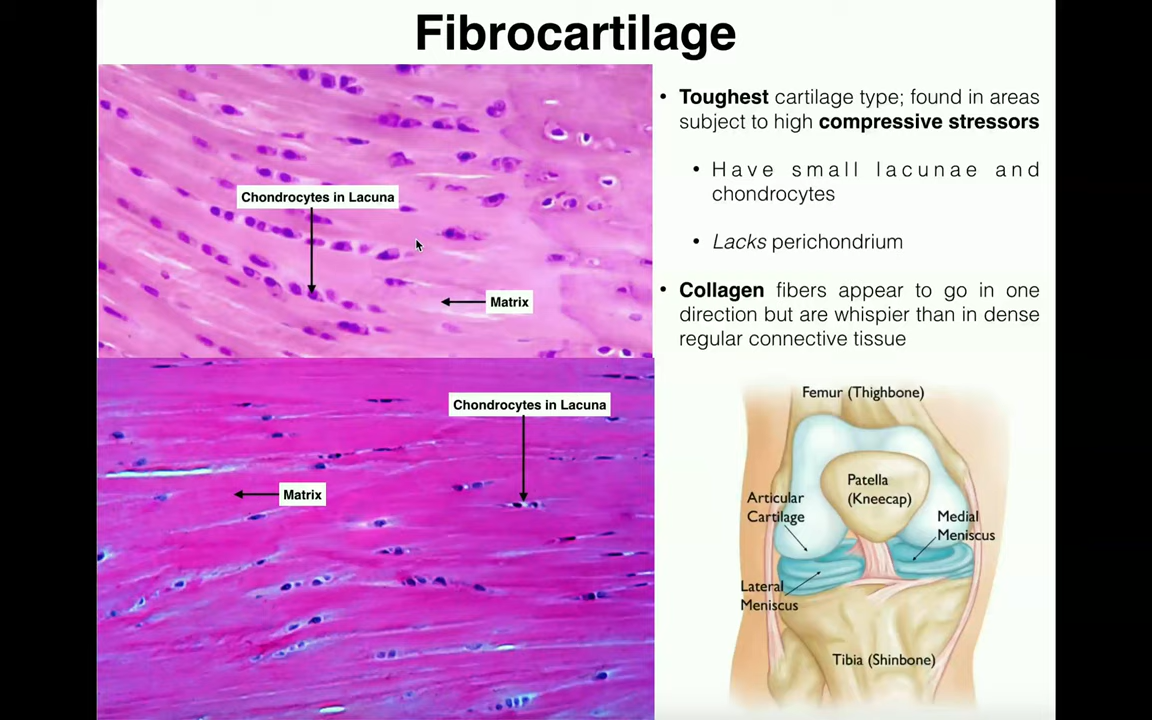 Fibrocartilage
Chondrocytes in Lacuna
Matrix
Chondrocytes in Lacuna
Matrix
• Toughest cartilage type; found in areas
subject to high compressive stressors
• Have small lacunae and
chondrocytes
• Lacks perichondrium
• Collagen fibers appear to go in one
direction but are whispier than in dense
regular connective tissue
Femur (Thighbone)
Patella
(Kneecap)
Articular
Cartilage
Medial
Meniscus
Lateral
Meniscus
Tibia (Shinbone)